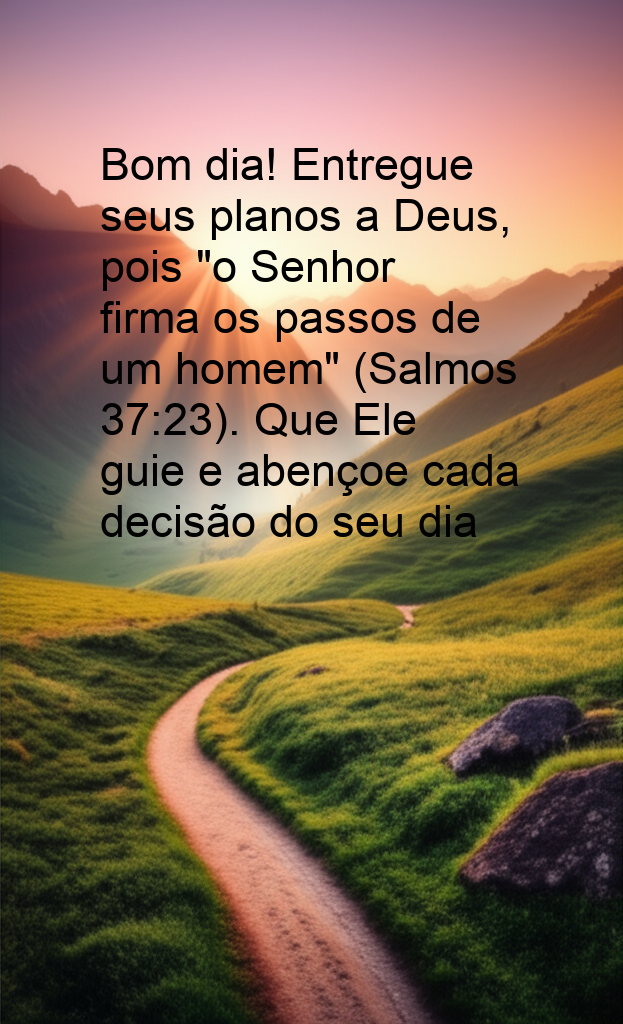 Bom dia! Entregue
seus planos a Deus,
pois "o Senhor
firma os passos de
um homem" (Salmos
37:23). Que Ele
guie e abençoe cada
decisão do seu dia